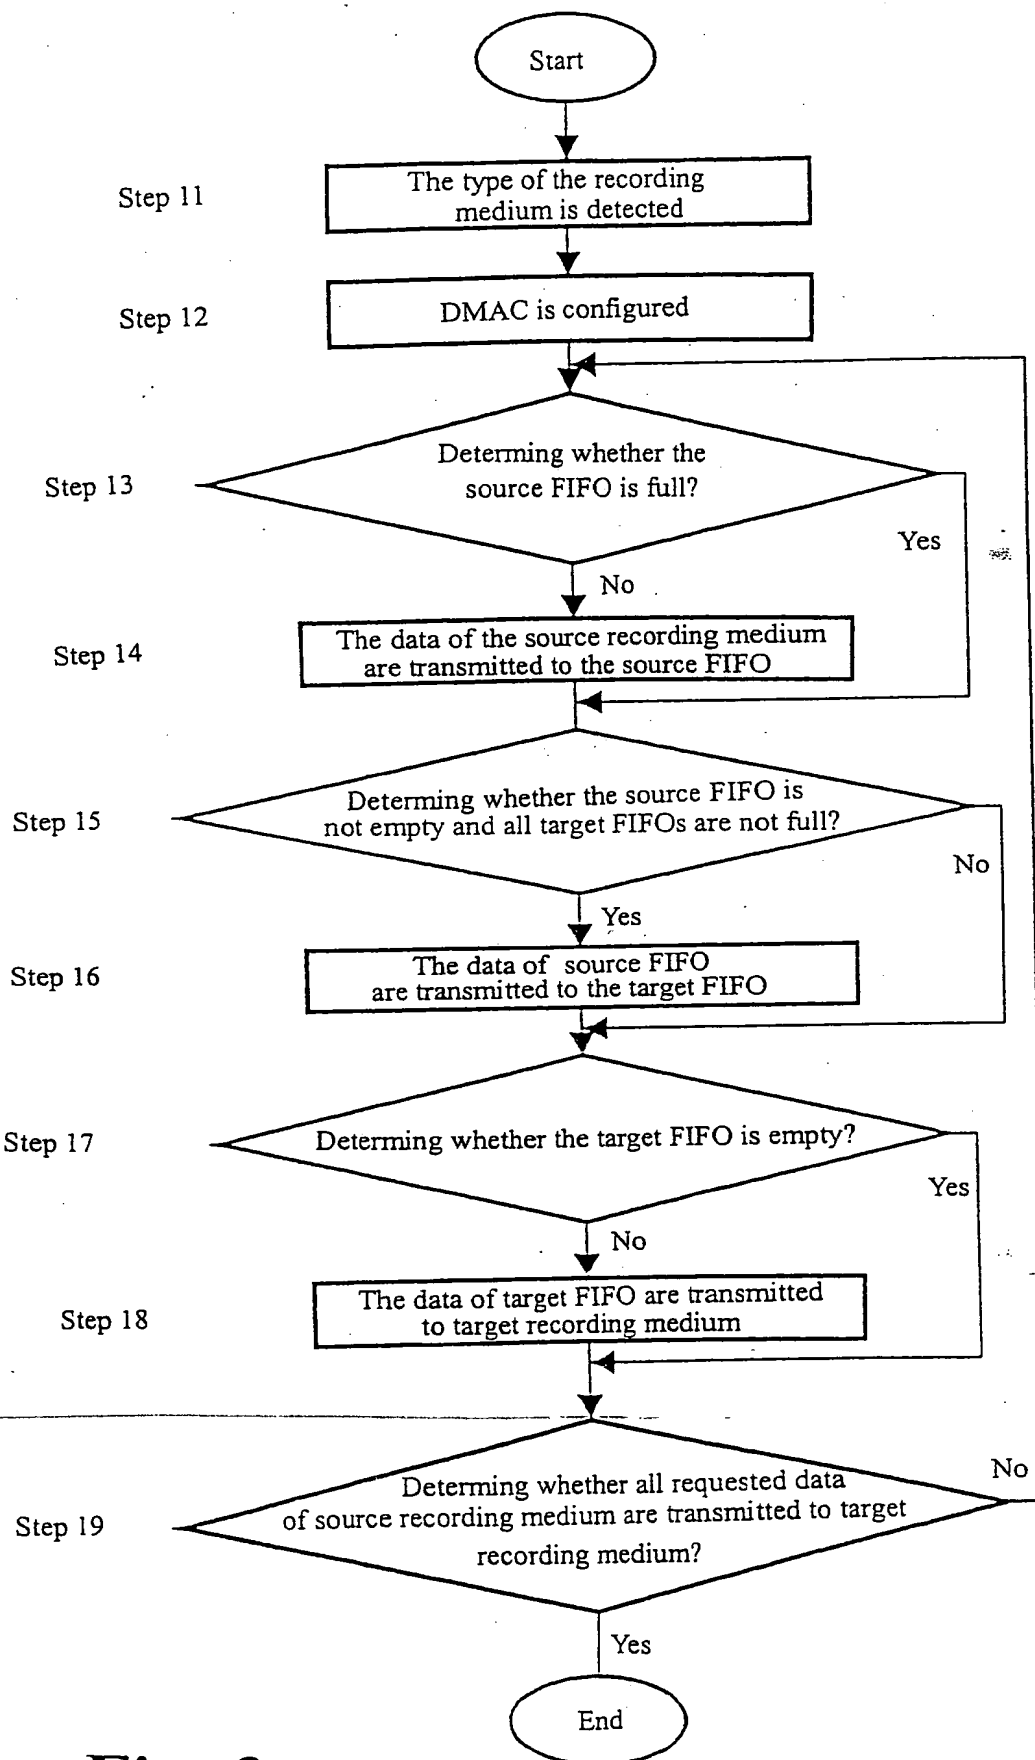 Start
Step 11
The type of the recording
medium is detected
Step 12
DMAC is configured
Step 13
Determing whether the
source FIFO is full?
Yes
No
Step 14
The data of the source recording medium
are transmitted to the source FIFO
Step 15
Determing whether the source FIFO is
not empty and all target FIFOs are not full?
No
Yes
Step 16
The data of source FIFO
are transmitted to the target FIFO
Step 17
Determing whether the target FIFO is empty?
Yes
No
Step 18
The data of target FIFO are transmitted
to target recording medium
Step 19
Determing whether all requested data
of source recording medium are transmitted to target
recording medium?
No
Yes
End